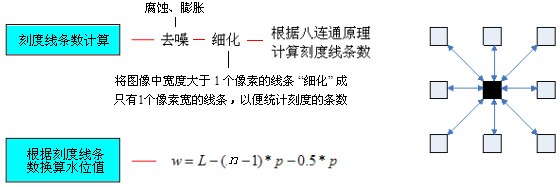 腐蚀、膨胀
刻度线条数计算
去噪
细化
根据八连通原理
计算刻度线条数
将图像中宽度大于 1 个像素的线条 “细化” 成
只有1个像素宽的线条，以便统计刻度的条数
根据刻度线条
数换算水位值
w = L − (n − 1) * p − 0.5 * p